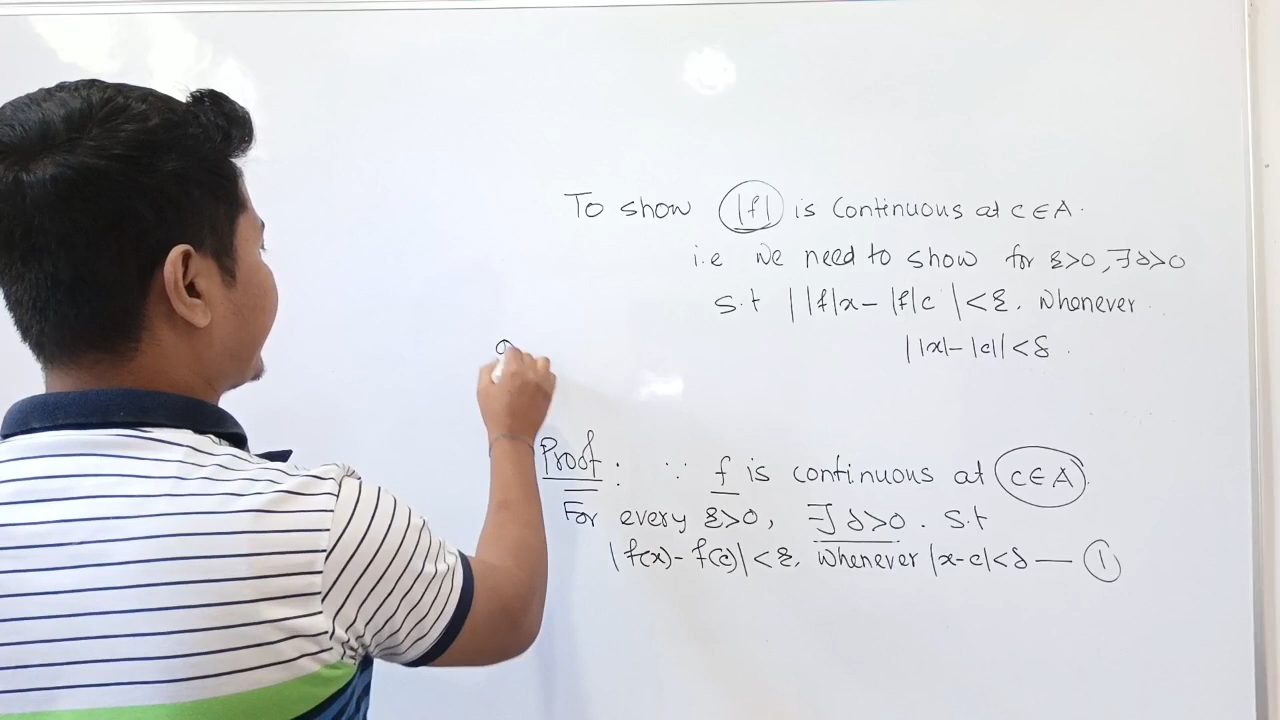 To show |f| is continuous at c∈A.
i.e we need to show for ε>0, ∃ δ>0
s.t | |f|x - |f|c | < ε. whenever
| |x| - |c| | < δ.
Proof : ∵ f is continuous at c∈A.
For every ε>0, ∃ δ>0. s.t
|f(x) - f(c)| < ε. whenever |x-c| < δ — ①